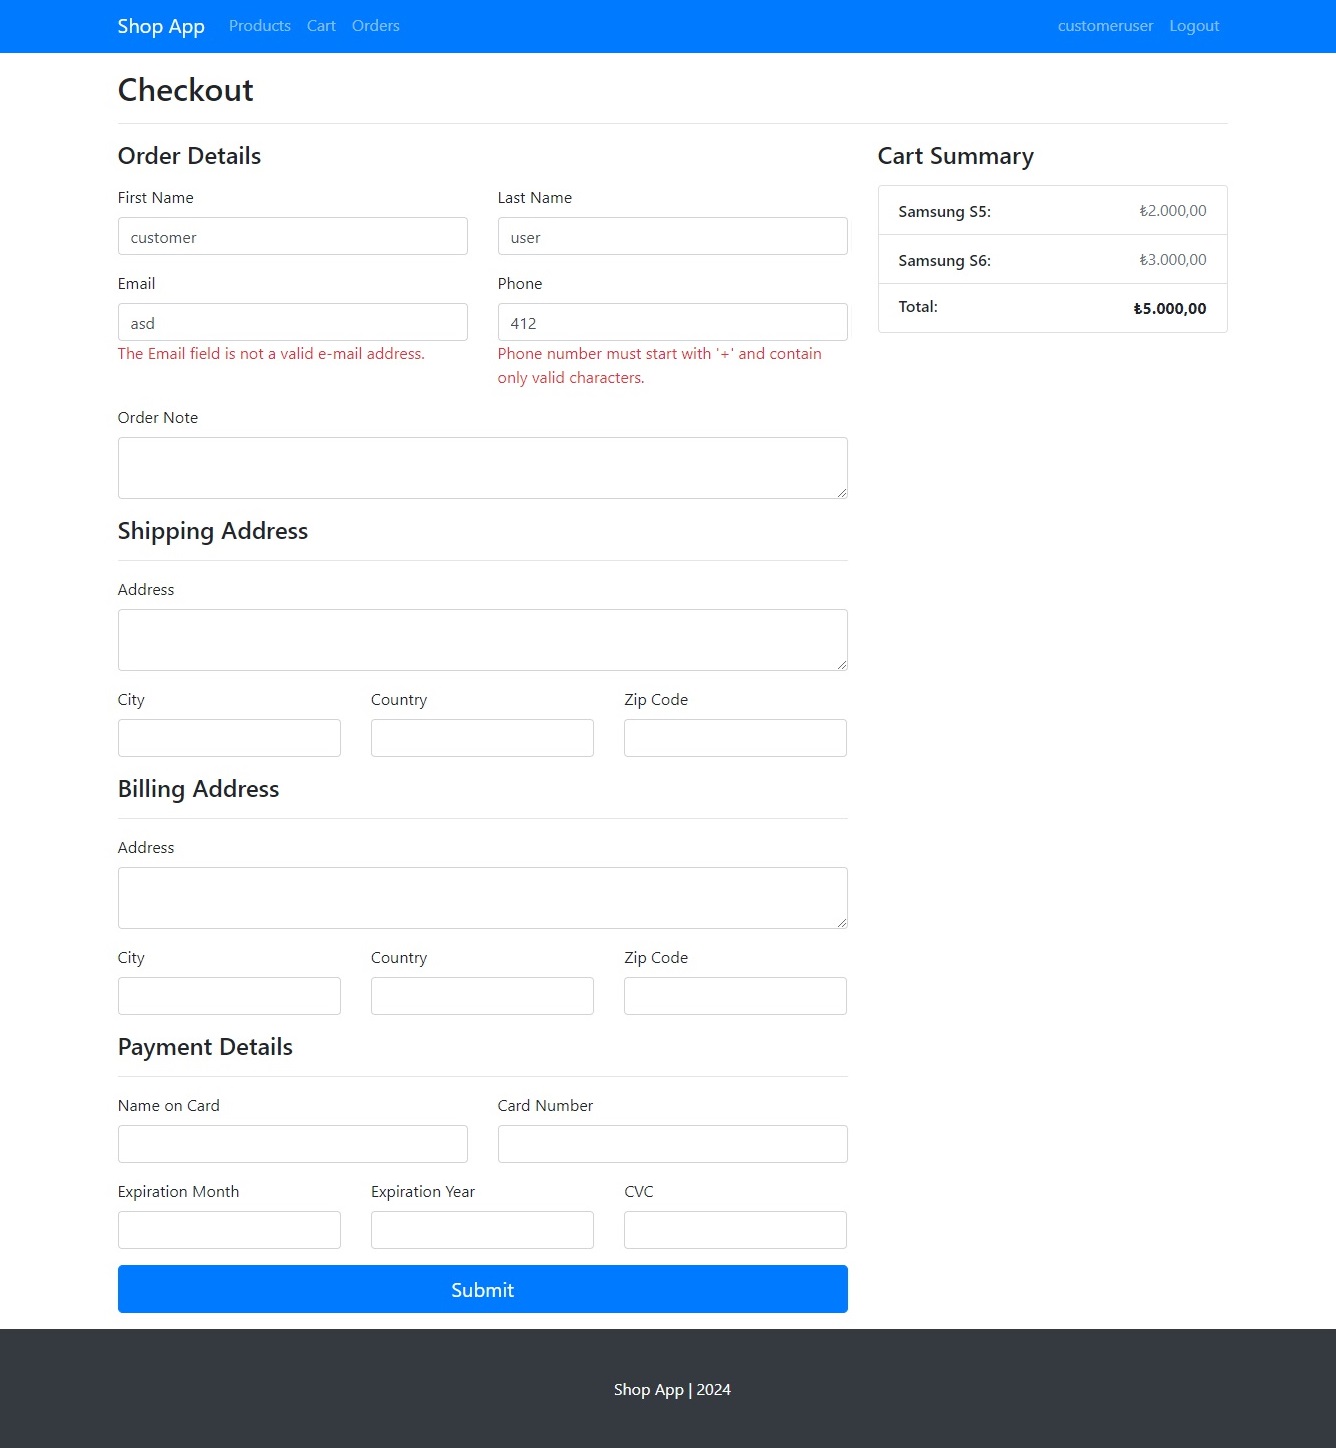 Shop App Products Cart Orders customeruser Logout
Checkout
Order Details
First Name Last Name
customer user
Email Phone
asd 412
The Email field is not a valid e-mail address. Phone number must start with '+' and contain
only valid characters.
Order Note
Shipping Address
Address
City Country Zip Code
Billing Address
Address
City Country Zip Code
Payment Details
Name on Card Card Number
Expiration Month Expiration Year CVC
Submit
Cart Summary
Samsung S5: ₺2.000,00
Samsung S6: ₺3.000,00
Total: ₺5.000,00
Shop App | 2024